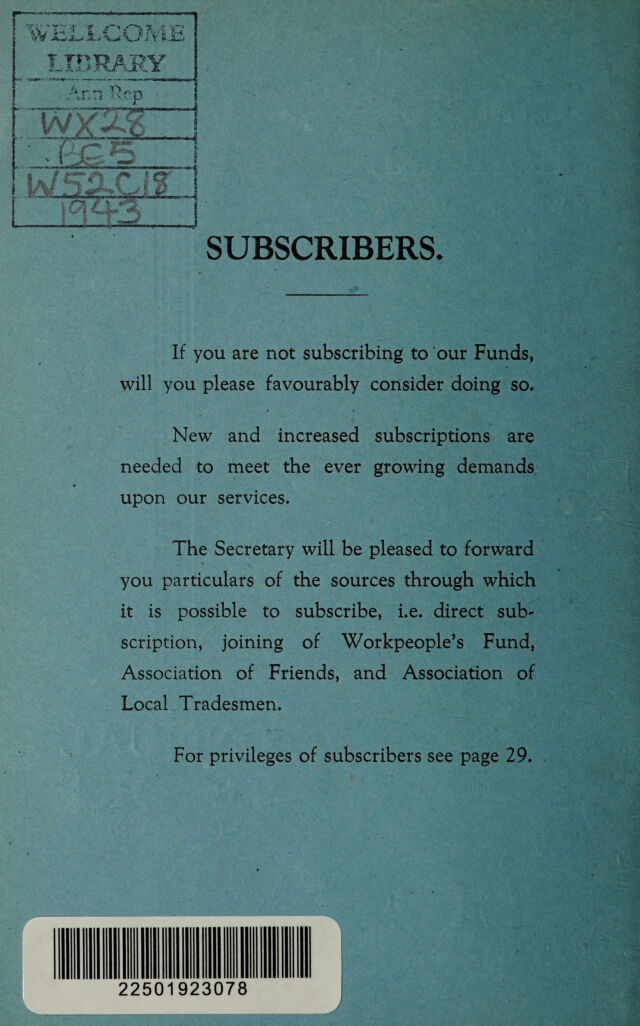 WELLCOME
LIBRARY
Ann Rep
WX28
.BE5
W52C18
1943
SUBSCRIBERS.
If you are not subscribing to our Funds,
will you please favourably consider doing so.
New and increased subscriptions are
needed to meet the ever growing demands
upon our services.
The Secretary will be pleased to forward
you particulars of the sources through which
it is possible to subscribe, i.e. direct sub-
scription, joining of Workpeople's Fund,
Association of Friends, and Association of
Local Tradesmen.
For privileges of subscribers see page 29.
22501923078